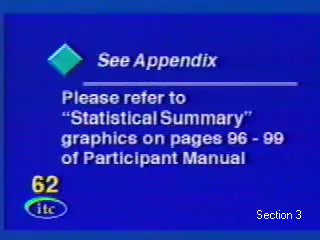 See Appendix
Please refer to
“Statistical Summary”
graphics on pages 96 - 99
of Participant Manual
62
itc
Section 3